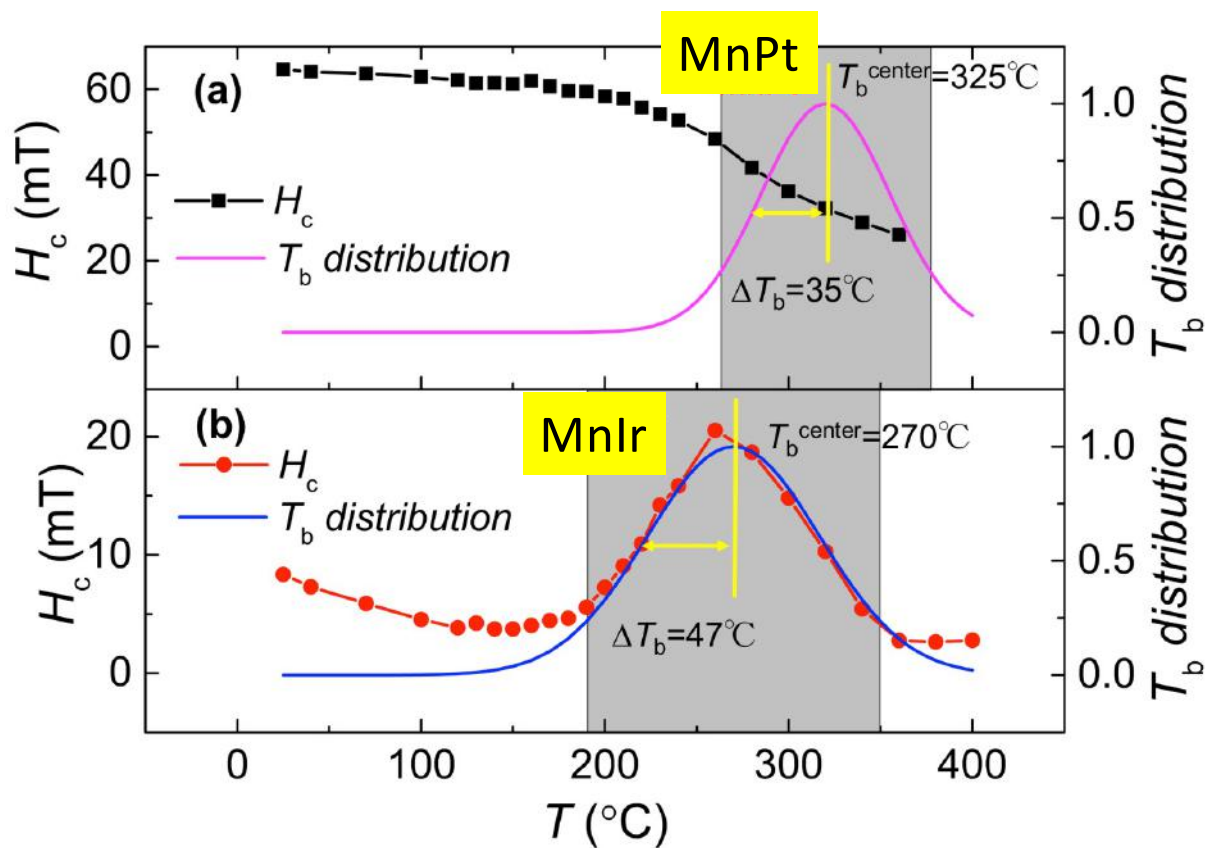 MnPt
(a)
T_b^center=325℃
60
40
20
0
H_c (mT)
H_c
T_b distribution
ΔT_b=35℃
1.0
0.5
0.0
T_b distribution
MnIr
(b)
T_b^center=270℃
20
10
0
H_c (mT)
H_c
T_b distribution
ΔT_b=47℃
1.0
0.5
0.0
T_b distribution
0 100 200 300 400
T (°C)